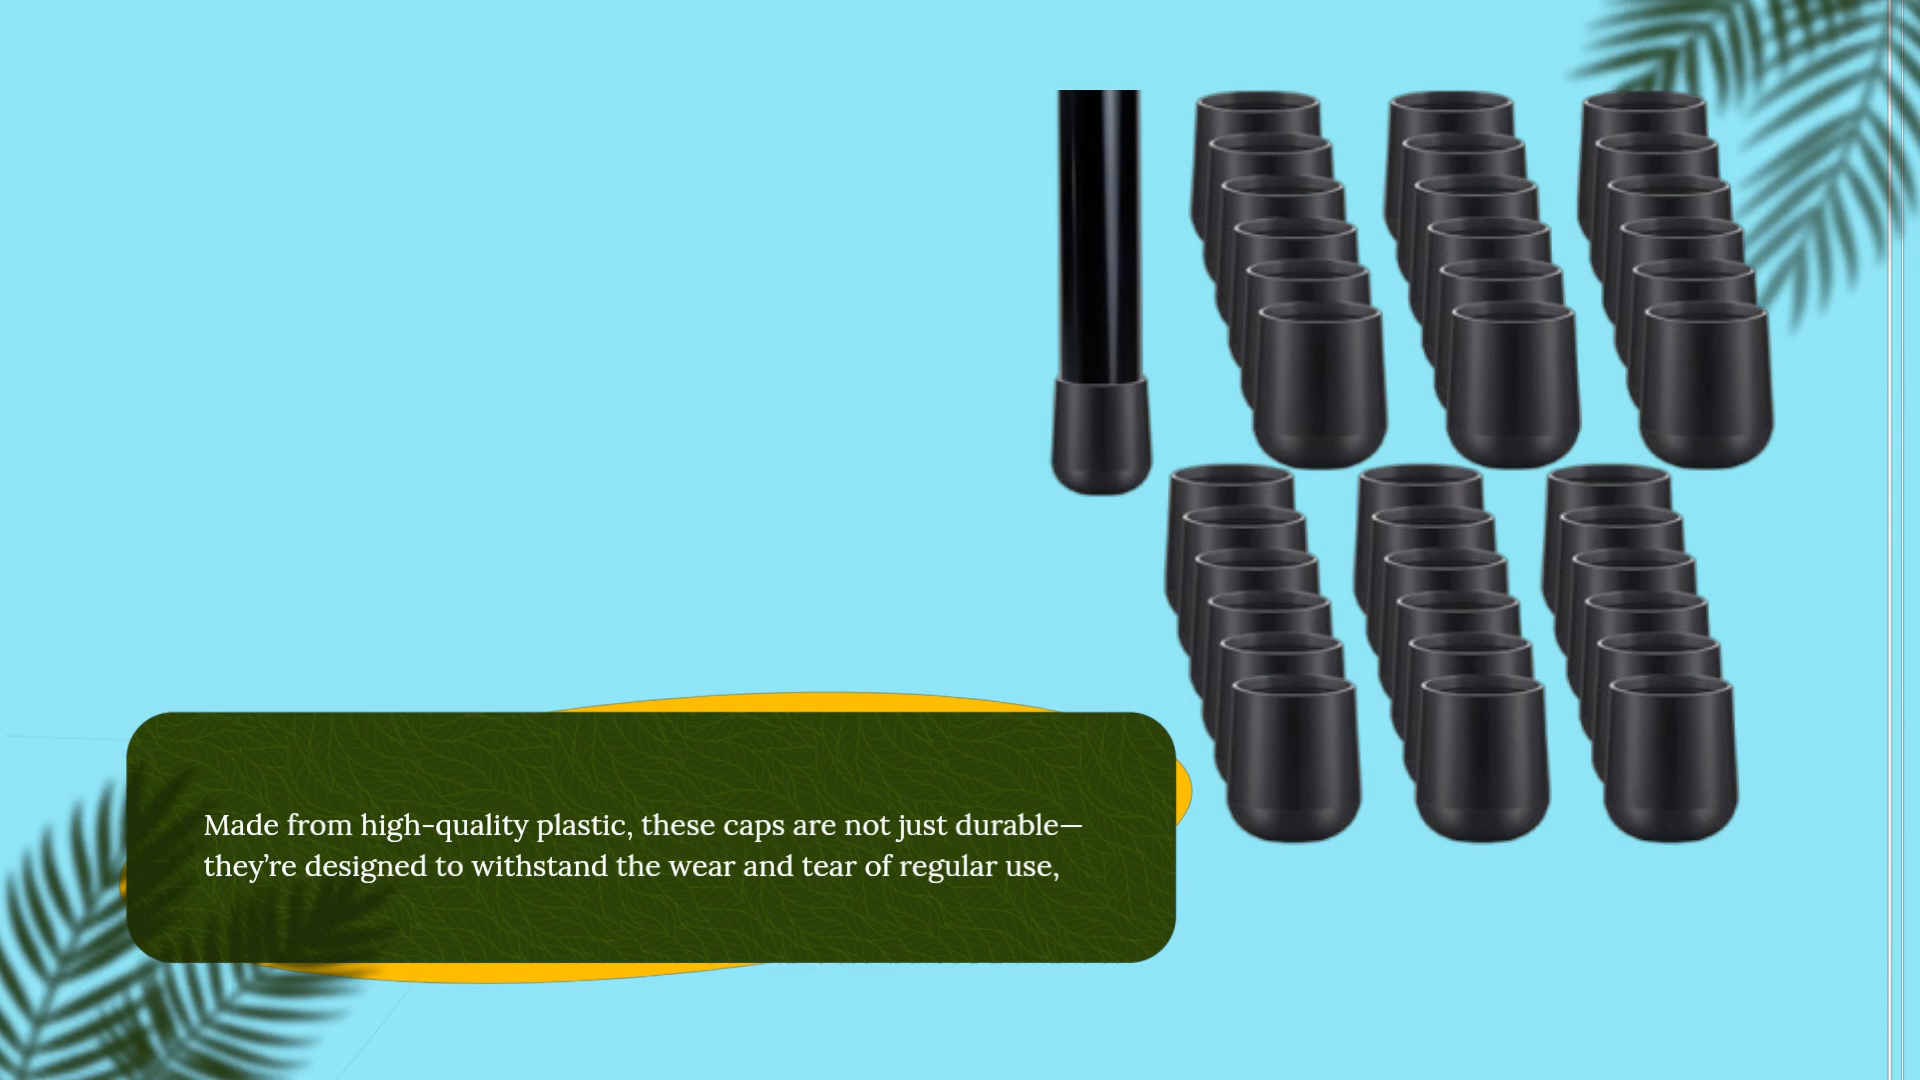 Made from high-quality plastic, these caps are not just durable—
they’re designed to withstand the wear and tear of regular use,